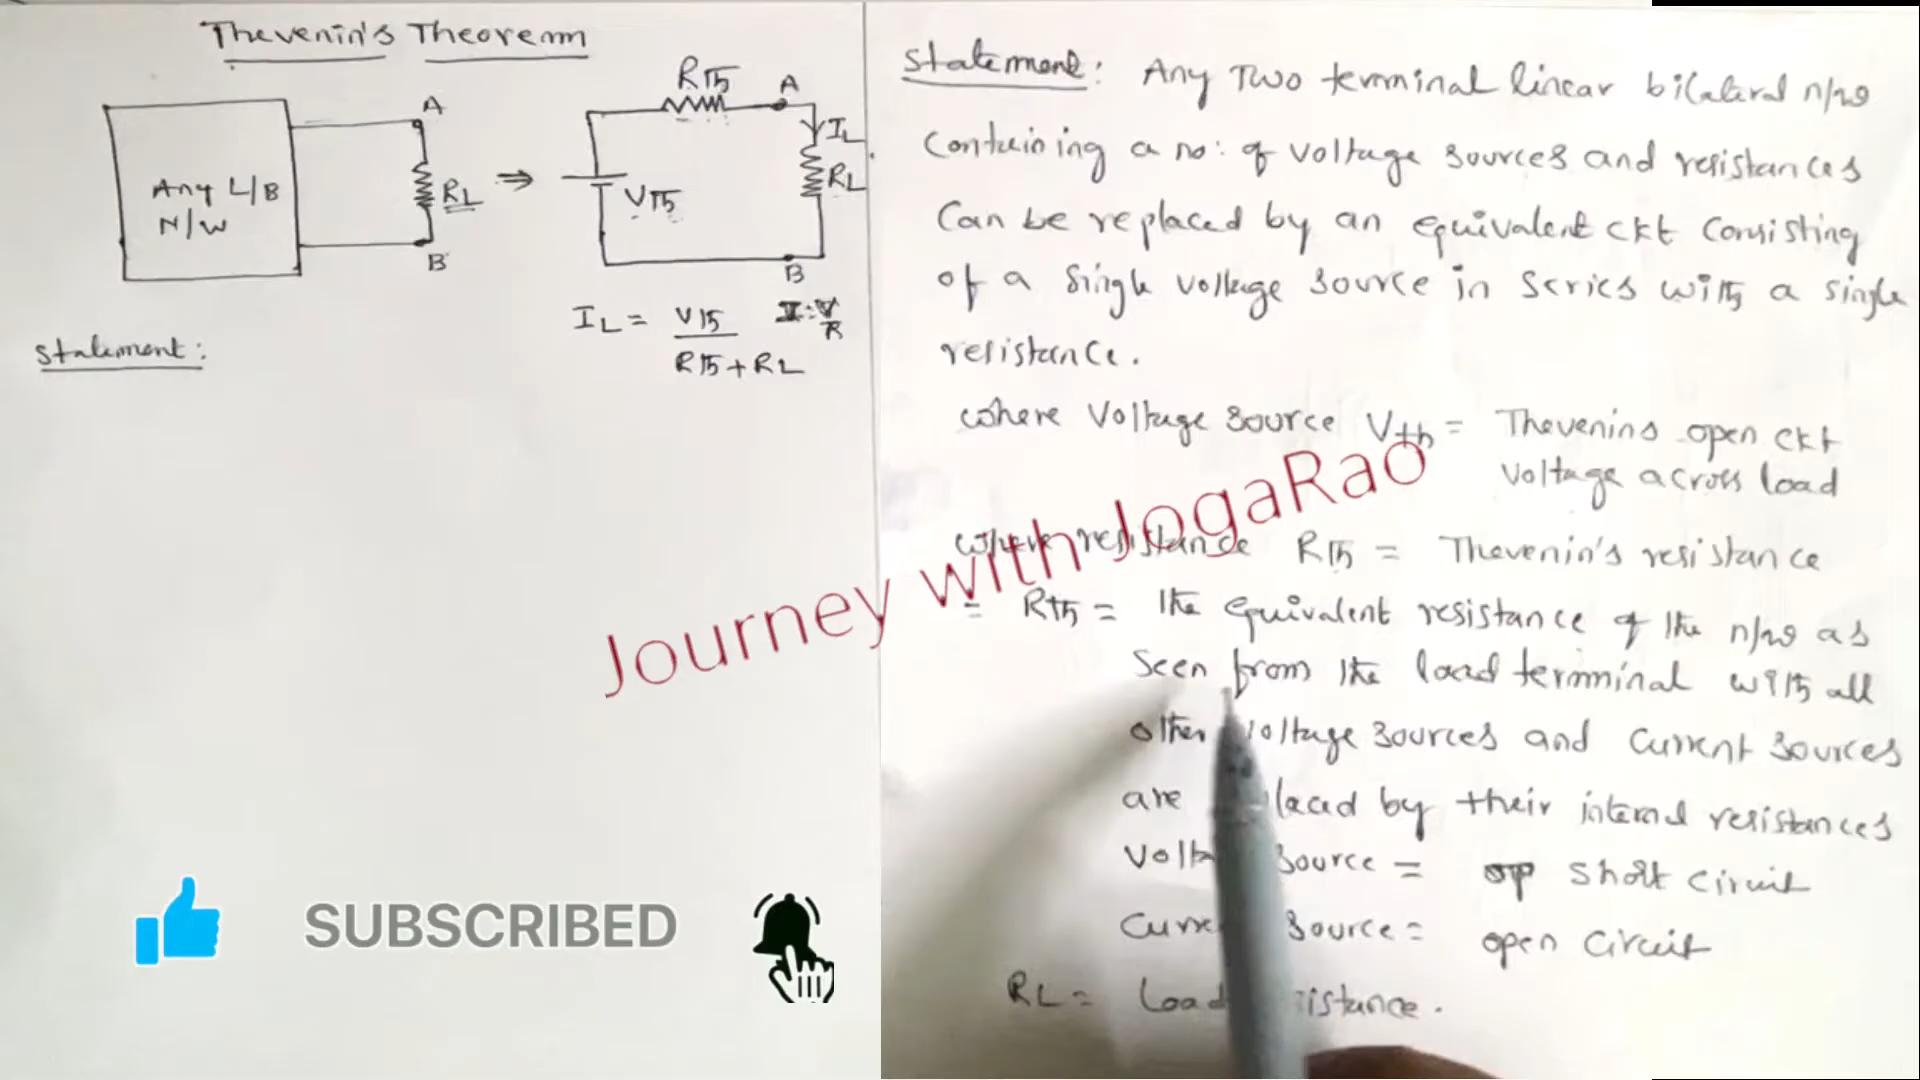 Thevenin's Theorem
Any L/B
N/W
A
RL
B
⇒
Rth
A
IL
RL
Vth
B
IL = Vth
Rth + RL
I = V
R
Statement:
Statement: Any Two terminal linear bilateral n/w
Containing a no: of voltage sources and resistances
Can be replaced by an equivalent ckt Consisting
of a Single voltage source in Series with a single
resistance.
where Voltage source Vth = Thevenins open ckt
voltage across load
where resistance Rth = Thevenin's resistance
= Rth = the equivalent resistance of the n/w as
Seen from the load terminal with all
other voltage sources and current sources
are by their internal resistances
source = short circuit
source = open circuit
RL = Load
Journey with JogaRao
SUBSCRIBED